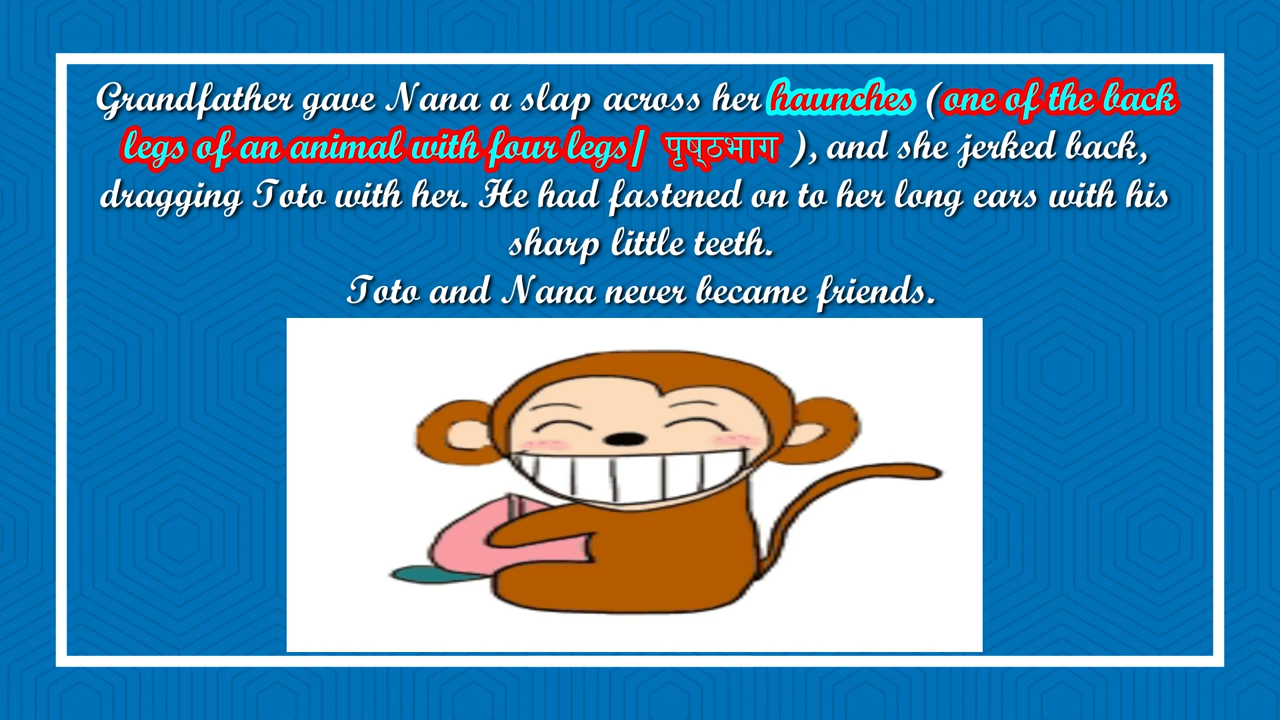 Grandfather gave Nana a slap across her haunches (one of the back
legs of an animal with four legs/ पृष्ठभाग ), and she jerked back,
dragging Toto with her. He had fastened on to her long ears with his
sharp little teeth.
Toto and Nana never became friends.